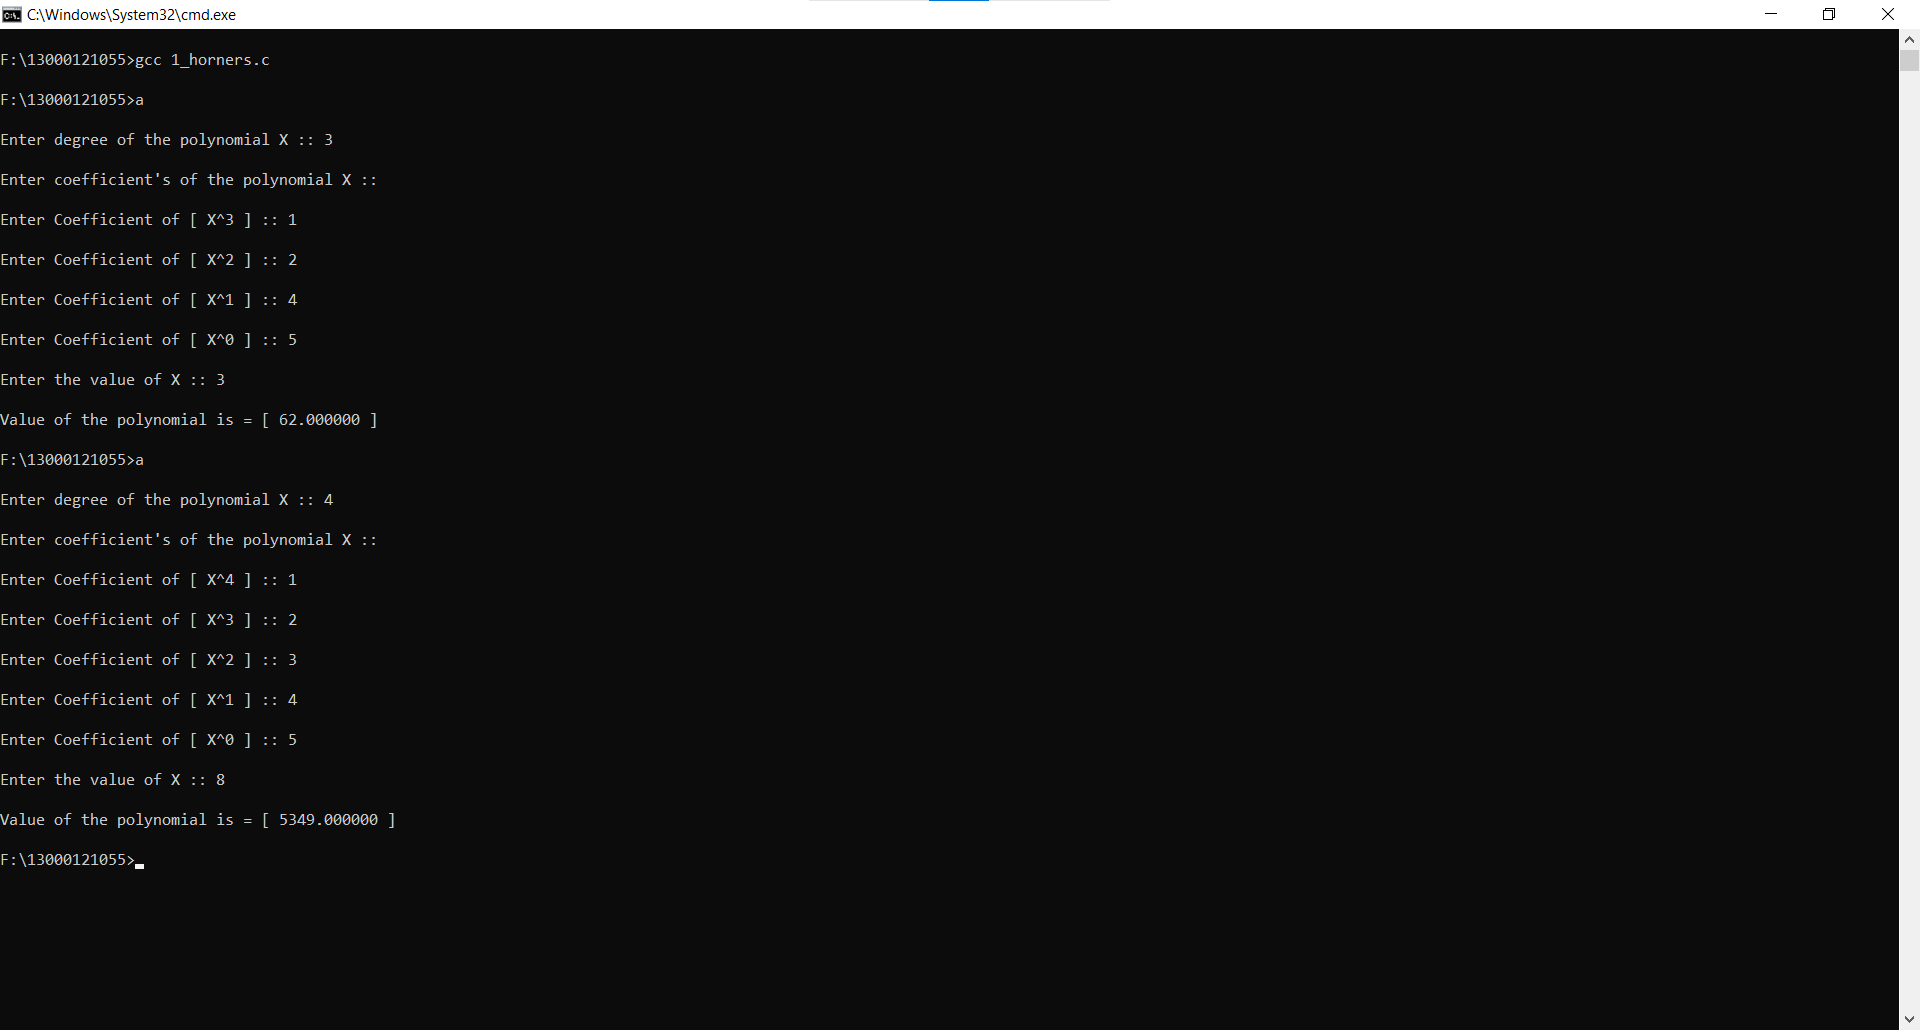 C:\Windows\System32\cmd.exe
F:\13000121055>gcc 1_horners.c
F:\13000121055>a
Enter degree of the polynomial X :: 3
Enter coefficient's of the polynomial X ::
Enter Coefficient of [ X^3 ] :: 1
Enter Coefficient of [ X^2 ] :: 2
Enter Coefficient of [ X^1 ] :: 4
Enter Coefficient of [ X^0 ] :: 5
Enter the value of X :: 3
Value of the polynomial is = [ 62.000000 ]
F:\13000121055>a
Enter degree of the polynomial X :: 4
Enter coefficient's of the polynomial X ::
Enter Coefficient of [ X^4 ] :: 1
Enter Coefficient of [ X^3 ] :: 2
Enter Coefficient of [ X^2 ] :: 3
Enter Coefficient of [ X^1 ] :: 4
Enter Coefficient of [ X^0 ] :: 5
Enter the value of X :: 8
Value of the polynomial is = [ 5349.000000 ]
F:\13000121055>